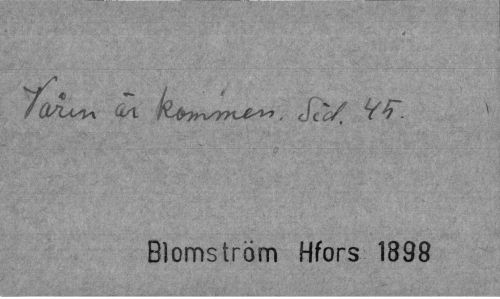 Våren är kommen. Sid. 45.
Blomström Hfors 1898